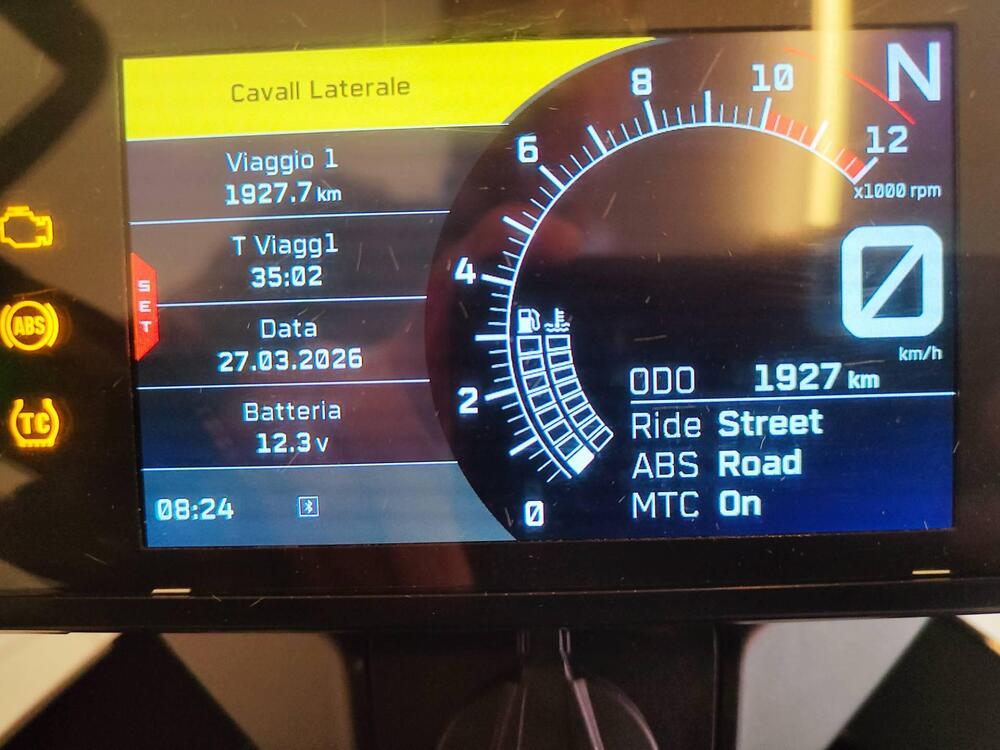 Cavall Laterale
Viaggio 1
1927.7 km
T Viagg1
35:02
Data
27.03.2026
Batteria
12.3 v
08:24
SET
ABS
TC
0
2
4
6
8
10
12
x1000 rpm
N
0
km/h
ODO 1927 km
Ride Street
ABS Road
MTC On